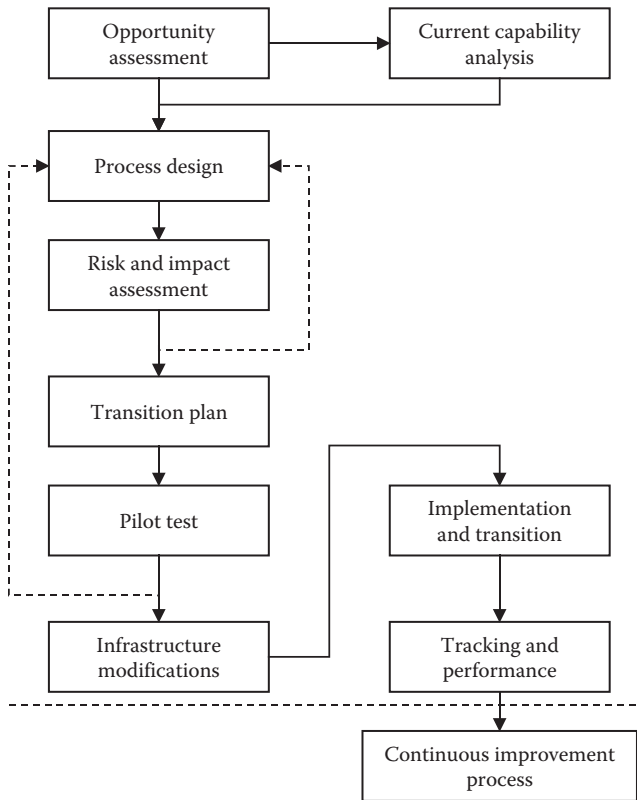 Opportunity
assessment
Current capability
analysis
Process design
Risk and impact
assessment
Transition plan
Pilot test
Implementation
and transition
Infrastructure
modifications
Tracking and
performance
Continuous improvement
process